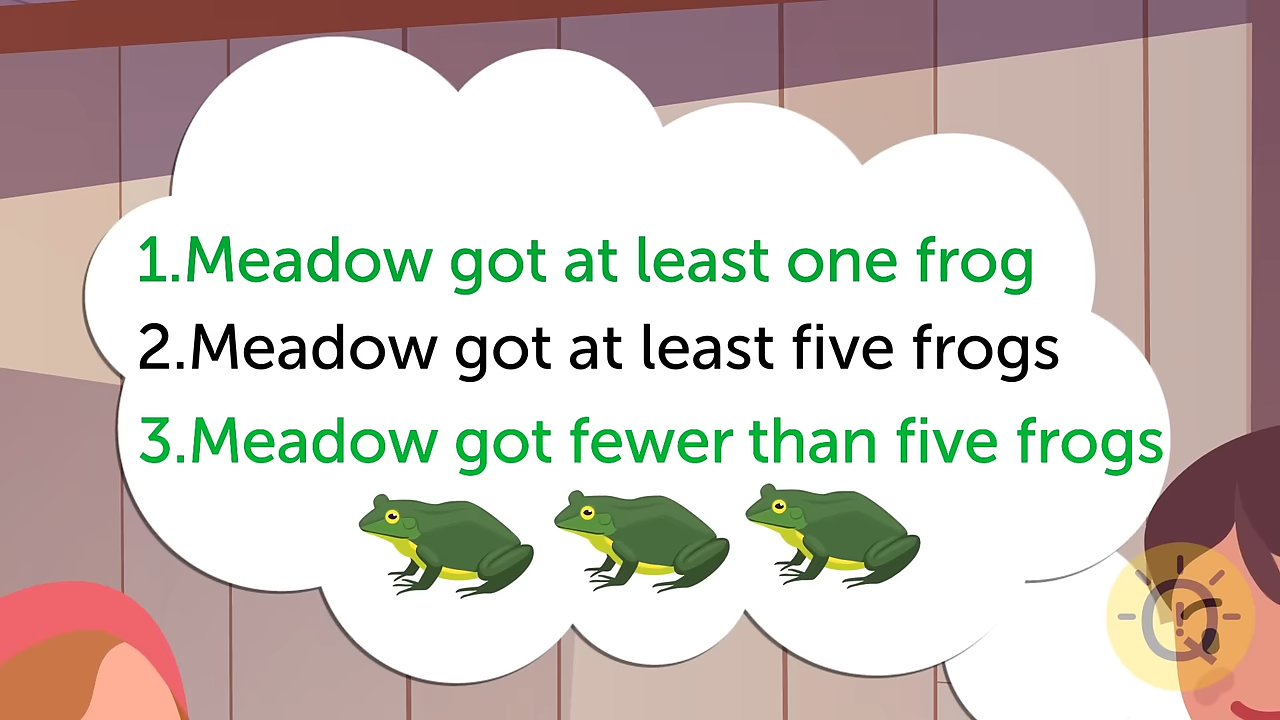 1.Meadow got at least one frog
2.Meadow got at least five frogs
3.Meadow got fewer than five frogs